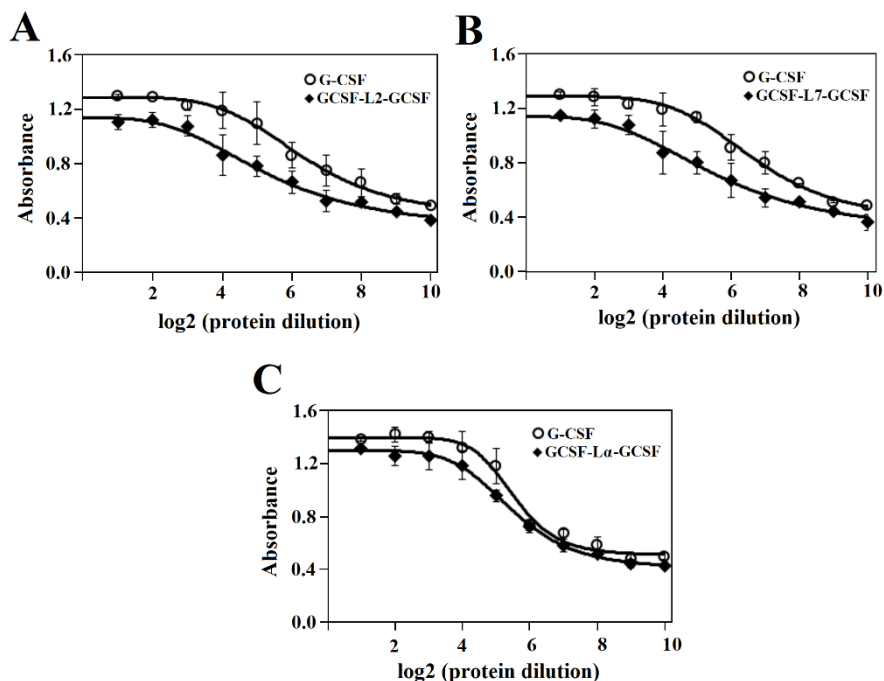 A
1.6
1.2
0.8
0.4
0.0
Absorbance
G-CSF
GCSF-L2-GCSF
2 4 6 8 10
log2 (protein dilution)
B
1.6
1.2
0.8
0.4
0.0
Absorbance
G-CSF
GCSF-L7-GCSF
2 4 6 8 10
log2 (protein dilution)
C
1.6
1.2
0.8
0.4
0.0
Absorbance
G-CSF
GCSF-Lα-GCSF
2 4 6 8 10
log2 (protein dilution)